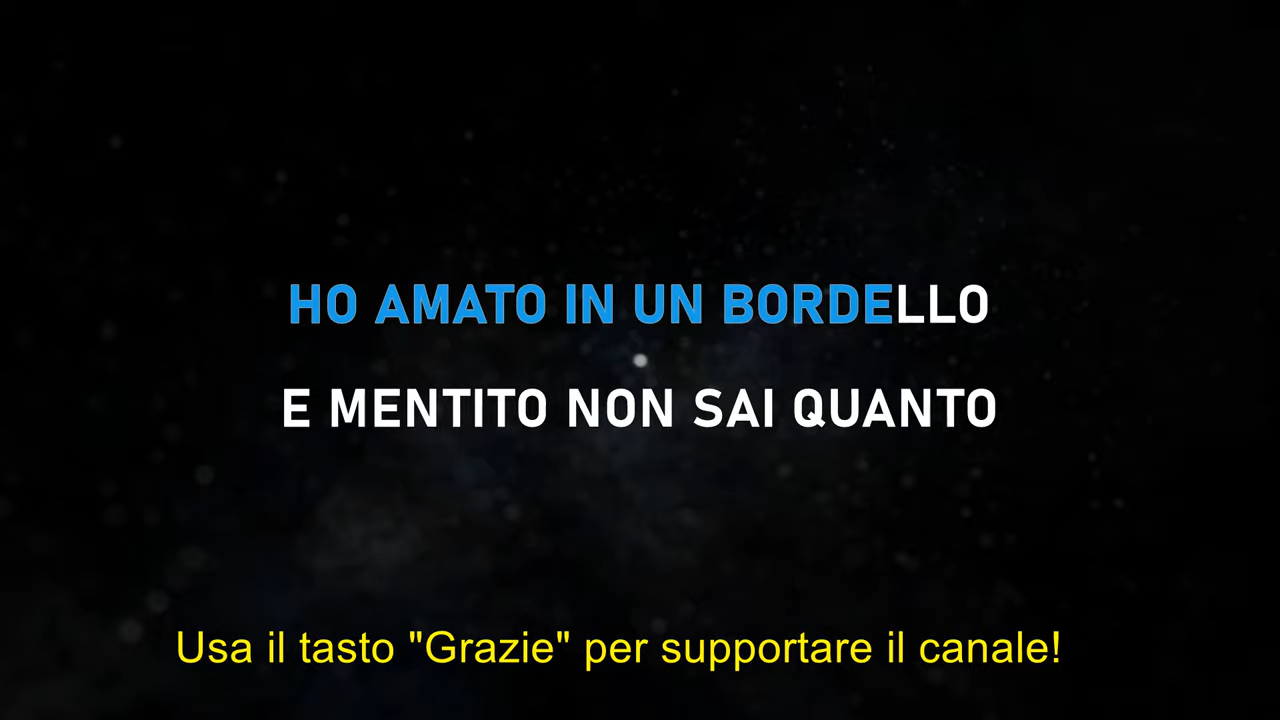 HO AMATO IN UN BORDELLO
E MENTITO NON SAI QUANTO
Usa il tasto "Grazie" per supportare il canale!